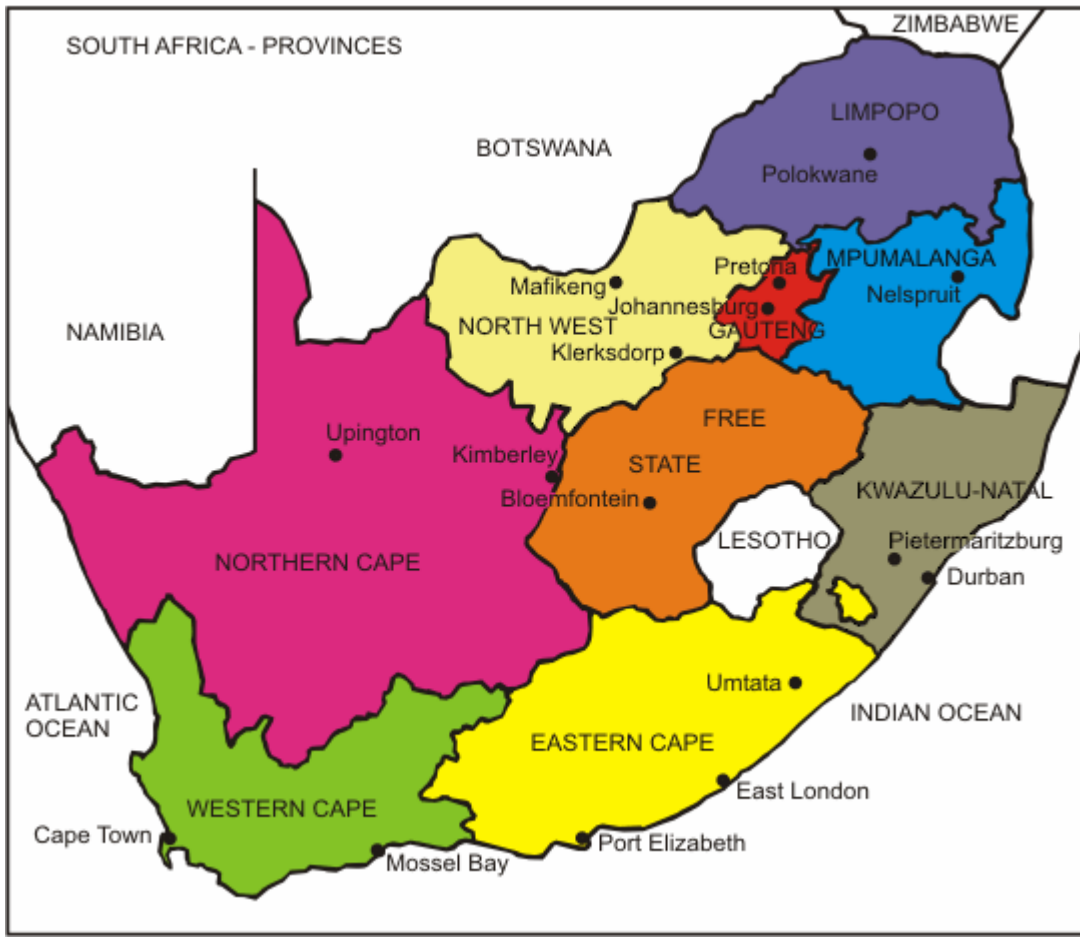 ZIMBABWE
SOUTH AFRICA - PROVINCES
LIMPOPO
BOTSWANA
Polokwane
MPUMALANGA
Pretoria
Mafikeng
Nelspruit
Johannesburg
NAMIBIA
NORTH WEST
GAUTENG
Klerksdorp
FREE
Upington
Kimberley
STATE
KWAZULU-NATAL
Bloemfontein
LESOTHO
Pietermaritzburg
NORTHERN CAPE
Durban
Umtata
ATLANTIC
OCEAN
INDIAN OCEAN
EASTERN CAPE
East London
WESTERN CAPE
Cape Town
Port Elizabeth
Mossel Bay